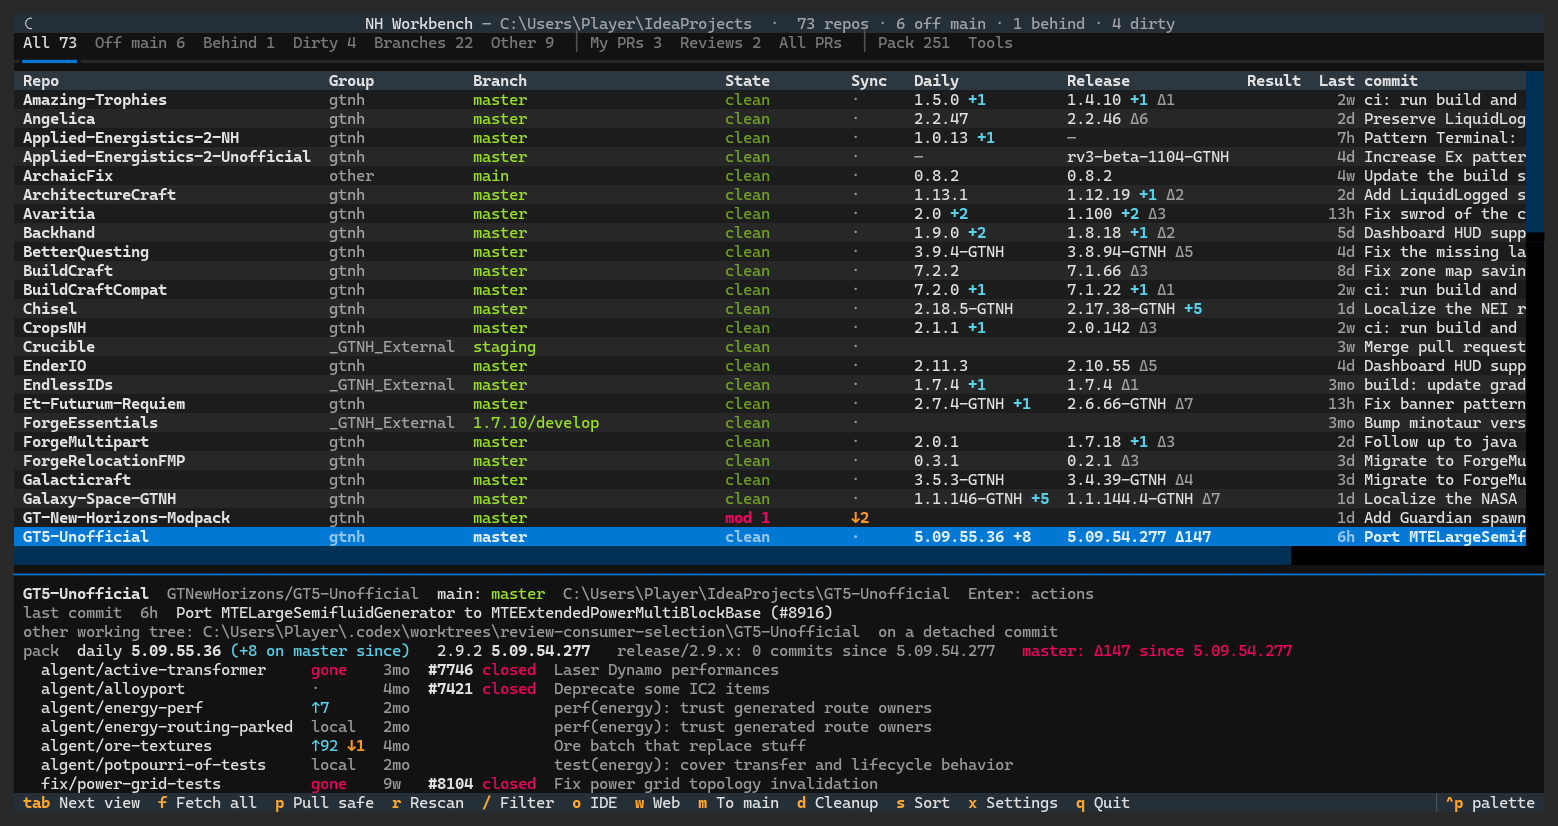 C NH Workbench — C:\Users\Player\IdeaProjects · 73 repos · 6 off main · 1 behind · 4 dirty
All 73 Off main 6 Behind 1 Dirty 4 Branches 22 Other 9 │ My PRs 3 Reviews 2 All PRs │ Pack 251 Tools
Repo Group Branch State Sync Daily Release Result Last commit
Amazing-Trophies gtnh master clean · 1.5.0 +1 1.4.10 +1 Δ1 2w ci: run build and
Angelica gtnh master clean · 2.2.47 2.2.46 Δ6 2d Preserve LiquidLog
Applied-Energistics-2-NH gtnh master clean · 1.0.13 +1 — 7h Pattern Terminal:
Applied-Energistics-2-Unofficial gtnh master clean · — rv3-beta-1104-GTNH 4d Increase Ex patter
ArchaicFix other main clean · 0.8.2 0.8.2 4w Update the build s
ArchitectureCraft gtnh master clean · 1.13.1 1.12.19 +1 Δ2 2d Add LiquidLogged s
Avaritia gtnh master clean · 2.0 +2 1.100 +2 Δ3 13h Fix swrod of the c
Backhand gtnh master clean · 1.9.0 +2 1.8.18 +1 Δ2 5d Dashboard HUD supp
BetterQuesting gtnh master clean · 3.9.4-GTNH 3.8.94-GTNH Δ5 4d Fix the missing la
BuildCraft gtnh master clean · 7.2.2 7.1.66 Δ3 8d Fix zone map savin
BuildCraftCompat gtnh master clean · 7.2.0 +1 7.1.22 +1 Δ1 2w ci: run build and
Chisel gtnh master clean · 2.18.5-GTNH 2.17.38-GTNH +5 1d Localize the NEI r
CropsNH gtnh master clean · 2.1.1 +1 2.0.142 Δ3 2w ci: run build and
Crucible _GTNH_External staging clean · 3w Merge pull request
EnderIO gtnh master clean · 2.11.3 2.10.55 Δ5 4d Dashboard HUD supp
EndlessIDs _GTNH_External master clean · 1.7.4 +1 1.7.4 Δ1 3mo build: update grad
Et-Futurum-Requiem gtnh master clean · 2.7.4-GTNH +1 2.6.66-GTNH Δ7 13h Fix banner pattern
ForgeEssentials _GTNH_External 1.7.10/develop clean · 3mo Bump minotaur vers
ForgeMultipart gtnh master clean · 2.0.1 1.7.18 +1 Δ3 2d Follow up to java
ForgeRelocationFMP gtnh master clean · 0.3.1 0.2.1 Δ3 3d Migrate to ForgeMu
Galacticraft gtnh master clean · 3.5.3-GTNH 3.4.39-GTNH Δ4 3d Migrate to ForgeMu
Galaxy-Space-GTNH gtnh master clean · 1.1.146-GTNH +5 1.1.144.4-GTNH Δ7 1d Localize the NASA
GT-New-Horizons-Modpack gtnh master mod 1 ↓2 1d Add Guardian spawn
GT5-Unofficial gtnh master clean · 5.09.55.36 +8 5.09.54.277 Δ147 6h Port MTELargeSemif
GT5-Unofficial GTNewHorizons/GT5-Unofficial main: master C:\Users\Player\IdeaProjects\GT5-Unofficial Enter: actions
last commit 6h Port MTELargeSemifluidGenerator to MTEExtendedPowerMultiBlockBase (#8916)
other working tree: C:\Users\Player\.codex\worktrees\review-consumer-selection\GT5-Unofficial on a detached commit
pack daily 5.09.55.36 (+8 on master since) 2.9.2 5.09.54.277 release/2.9.x: 0 commits since 5.09.54.277 master: Δ147 since 5.09.54.277
algent/active-transformer gone 3mo #7746 closed Laser Dynamo performances
algent/alloyport · 4mo #7421 closed Deprecate some IC2 items
algent/energy-perf ↑7 2mo perf(energy): trust generated route owners
algent/energy-routing-parked local 2mo perf(energy): trust generated route owners
algent/ore-textures ↑92 ↓1 4mo Ore batch that replace stuff
algent/potpourri-of-tests local 2mo test(energy): cover transfer and lifecycle behavior
fix/power-grid-tests gone 9w #8104 closed Fix power grid topology invalidation
tab Next view f Fetch all p Pull safe r Rescan / Filter o IDE w Web m To main d Cleanup s Sort x Settings q Quit │ ^p palette